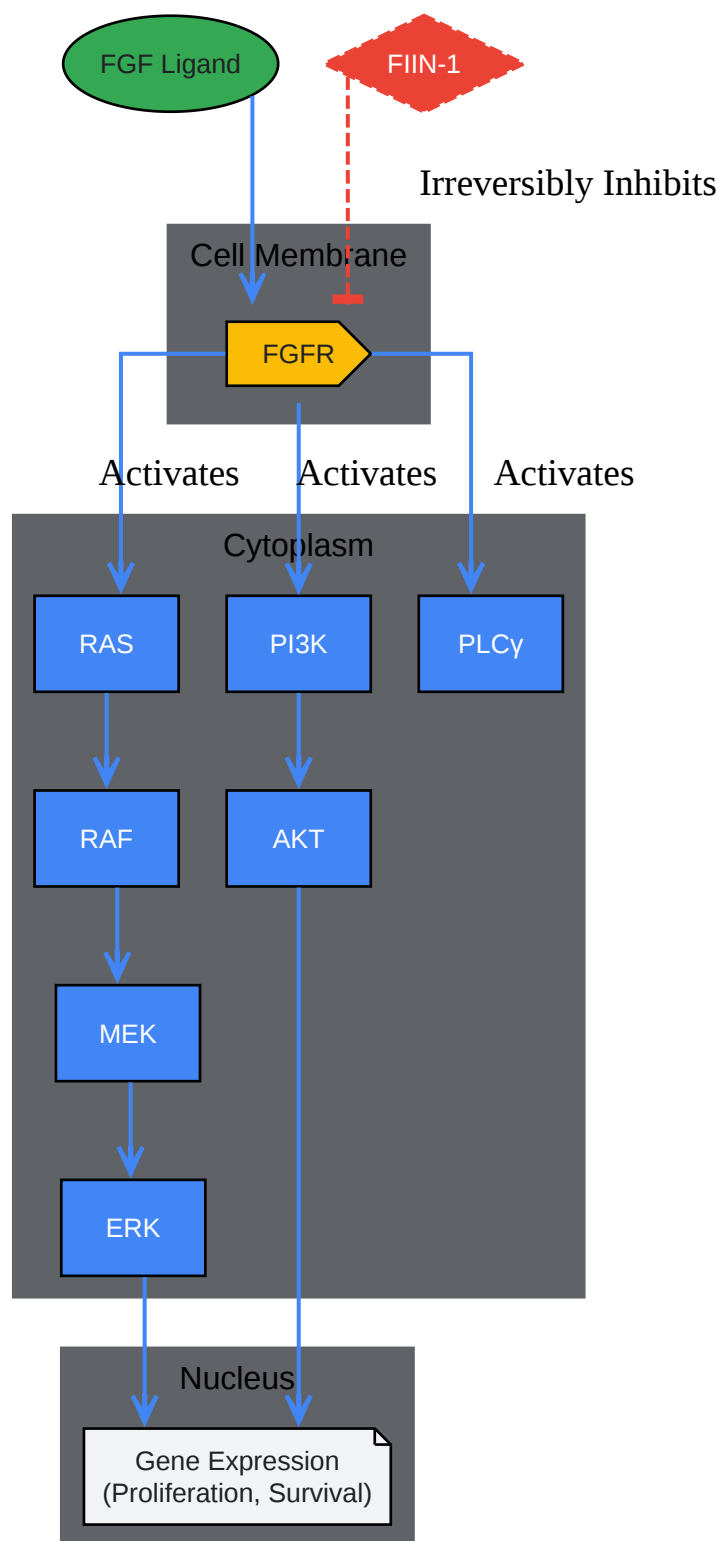 FGF Ligand
FIIN-1
Irreversibly Inhibits
Cell Membrane
FGFR
Activates
Activates
Activates
Cytoplasm
RAS
PI3K
PLCγ
RAF
AKT
MEK
ERK
Nucleus
Gene Expression
(Proliferation, Survival)